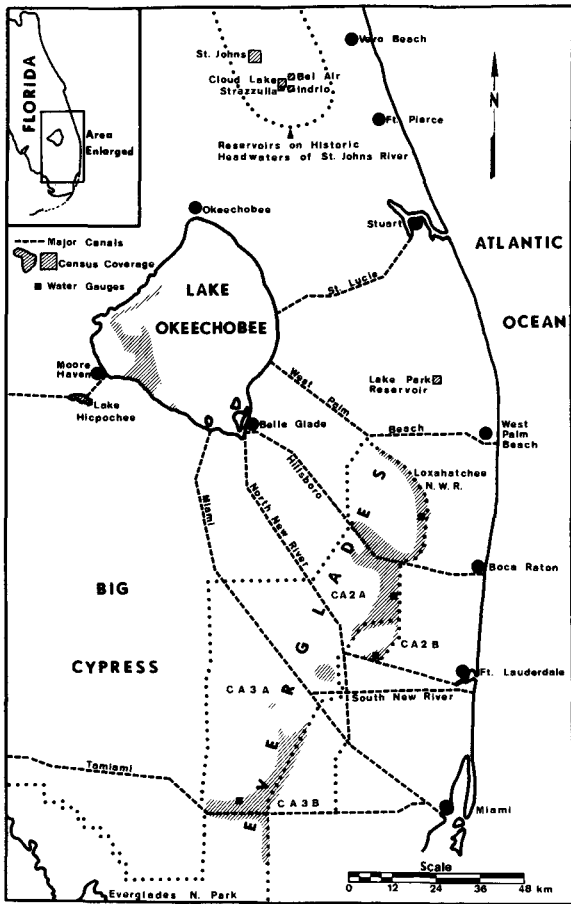 FLORIDA
Area
Enlarged
St. Johns
Cloud Lake
Strazzulla
Bel Air
Indrio
Reservoirs on Historic
Headwaters of St. Johns River
Vero Beach
Ft. Pierce
N
Okeechobee
Stuart
Major Canals
Census Coverage
Water Gauges
ATLANTIC
OCEAN
LAKE
OKEECHOBEE
St. Lucie
Moore
Haven
Lake
Hicpochee
Belle Glade
West Palm
Beach
Lake Park
Reservoir
West
Palm
Beach
Hillsboro
Loxahatchee
N.W.R.
Miami
North New River
EVERGLADES
Boca Raton
BIG
CYPRESS
CA2A
CA2B
CA3A
Ft. Lauderdale
South New River
Tamiami
CA3B
Miami
Everglades N. Park
Scale
0 12 24 36 48 km